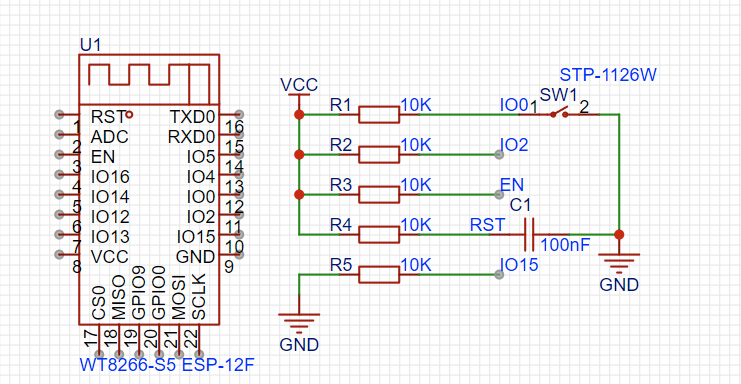 U1
RST
ADC
EN
IO16
IO14
IO12
IO13
VCC
1
2
3
4
5
6
7
8
TXD0
RXD0
IO5
IO4
IO0
IO2
IO15
GND
16
15
14
13
12
11
10
9
CS0
MISO
GPIO9
GPIO0
MOSI
SCLK
17
18
19
20
21
22
WT8266-S5 ESP-12F
VCC
R1 10K IO0 1 2
SW1
STP-1126W
R2 10K IO2
R3 10K EN
R4 10K RST
C1
100nF
R5 10K IO15
GND
GND